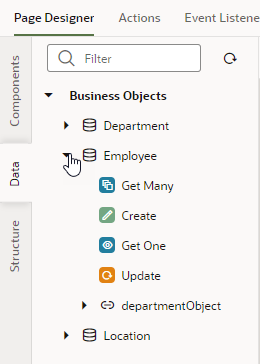 Page Designer Actions Event Listene
Filter
Business Objects
Department
Employee
Get Many
Create
Get One
Update
departmentObject
Location
Components
Data
Structure